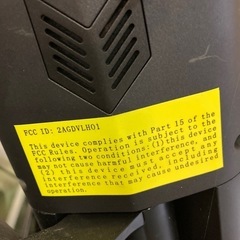 FCC ID: 2AGDVLH01
This device complies with Part 15 of the
FCC Rules. Operation is subject to the
following two conditions:(1)this device
may not cause harmful interference, and
(2) this device must accept any
interference received, including
interference that may cause undesired
operation.